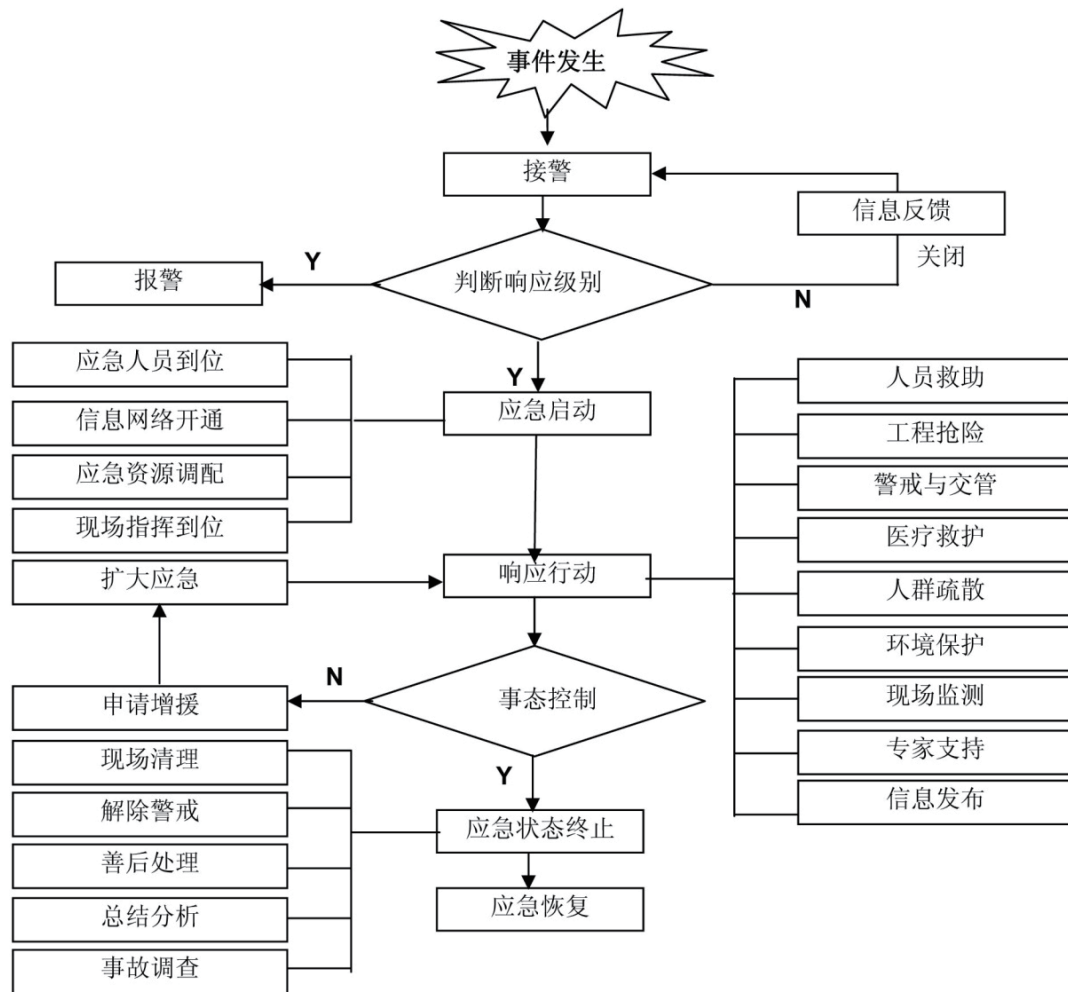 事件发生
接警
信息反馈
关闭
Y
报警
判断响应级别
N
应急人员到位
Y
人员救助
信息网络开通
应急启动
工程抢险
应急资源调配
警戒与交管
现场指挥到位
医疗救护
扩大应急
响应行动
人群疏散
环境保护
N
申请增援
事态控制
现场监测
现场清理
专家支持
Y
解除警戒
信息发布
应急状态终止
善后处理
应急恢复
总结分析
事故调查